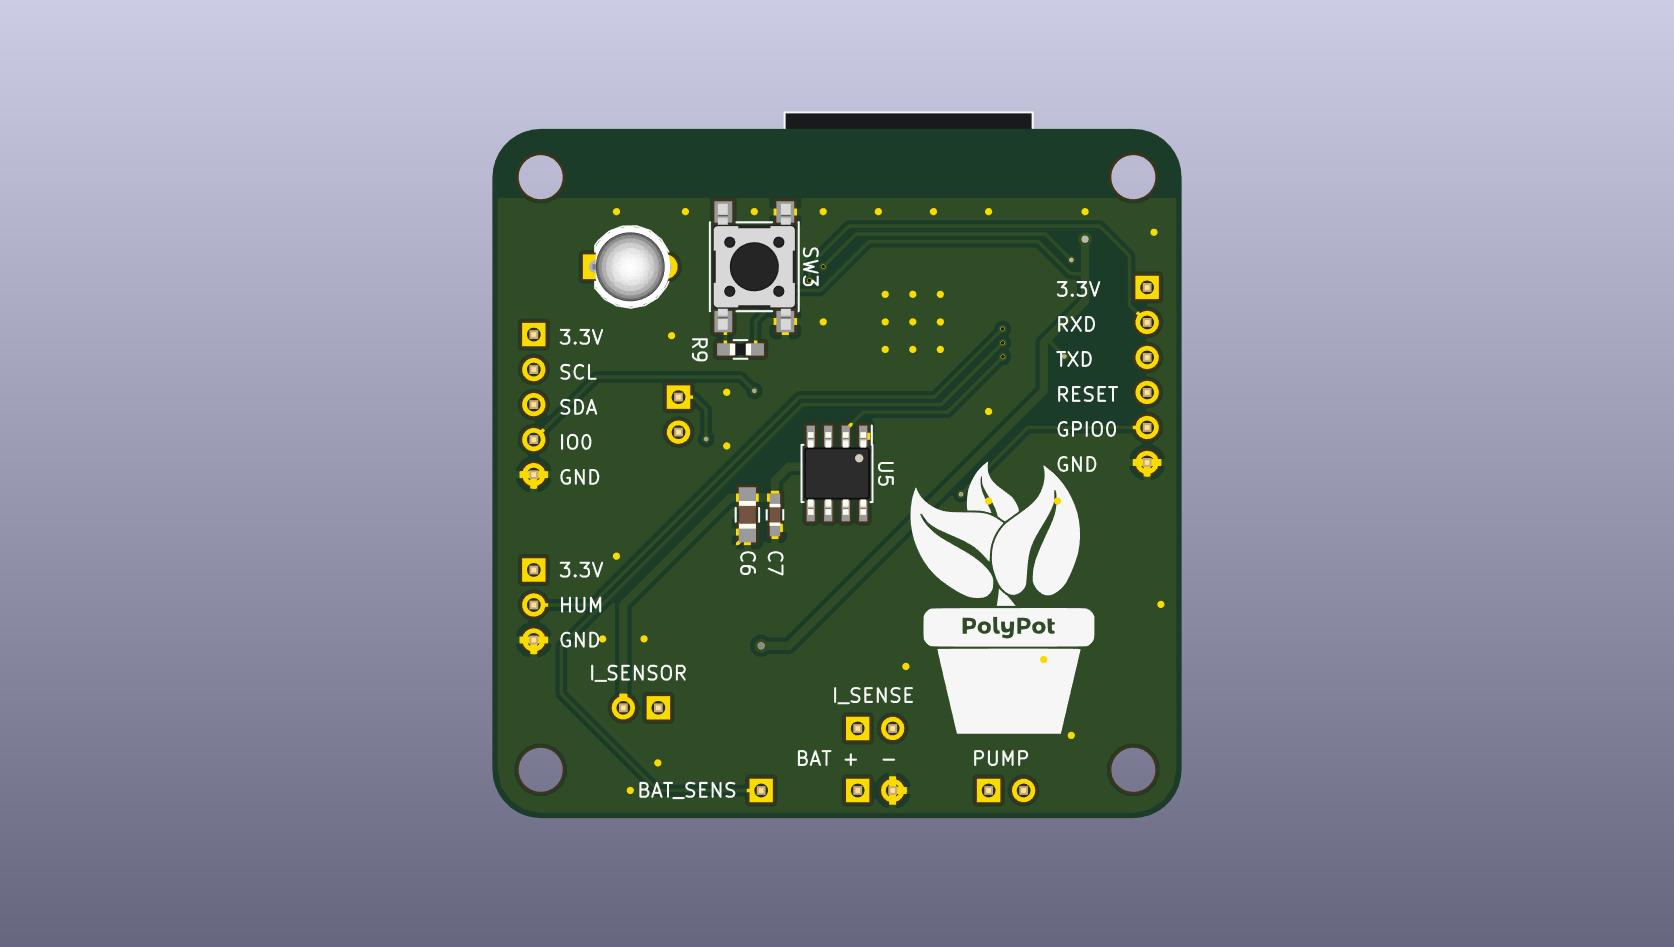 SW3
3.3V
RXD
TXD
RESET
GPIO0
GND
R9
3.3V
SCL
SDA
IO0
GND
U5
C6
C7
3.3V
HUM
GND
I_SENSOR
PolyPot
I_SENSE
BAT + −
PUMP
BAT_SENS